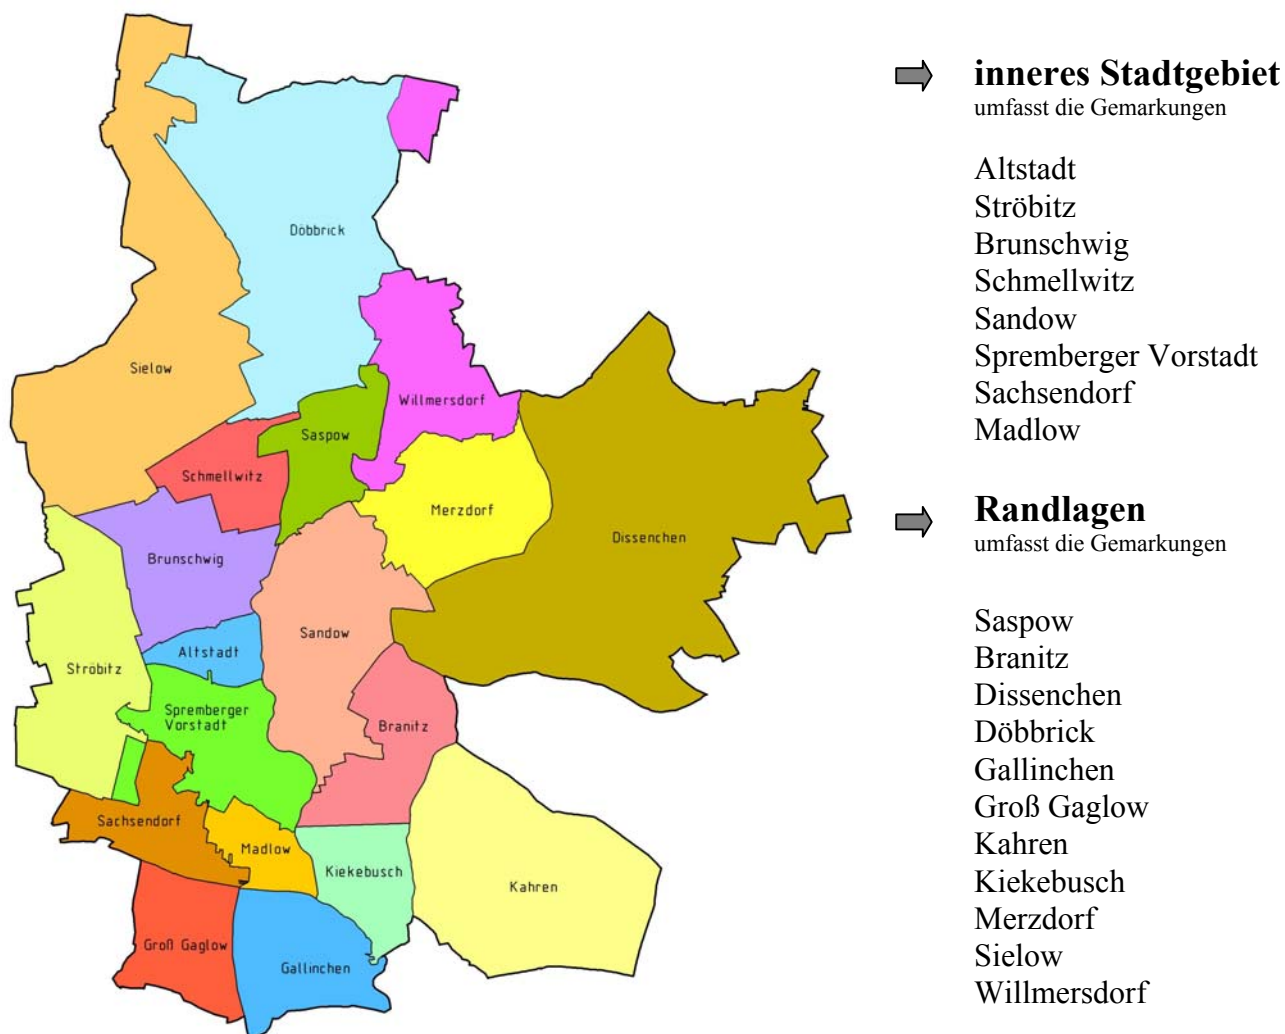 Döbbrick
Sielow
Willmersdorf
Saspow
Schmellwitz
Merzdorf
Dissenchen
Brunschwig
Sandow
Altstadt
Ströbitz
Spremberger
Vorstadt
Branitz
Sachsendorf
Madlow
Kiekebusch
Kahren
Groß Gaglow
Gallinchen
inneres Stadtgebiet
umfasst die Gemarkungen
Altstadt
Ströbitz
Brunschwig
Schmellwitz
Sandow
Spremberger Vorstadt
Sachsendorf
Madlow
Randlagen
umfasst die Gemarkungen
Saspow
Branitz
Dissenchen
Döbbrick
Gallinchen
Groß Gaglow
Kahren
Kiekebusch
Merzdorf
Sielow
Willmersdorf